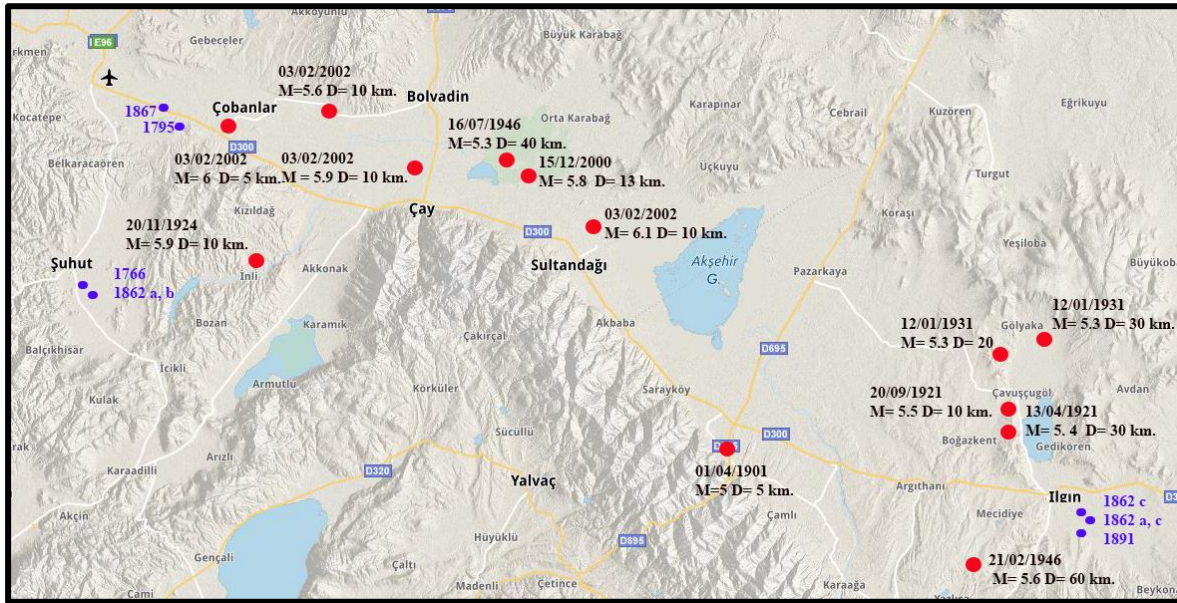 Akkoyunlu
E96
Gebeceler
Büyük Karabağ
Kocatepe
1867
1795
Çobanlar
03/02/2002
M=5.6 D= 10 km.
Bolvadin
Karapınar
Cebrail
Kuzören
Eğrikuyu
Belkaracaören
D300
03/02/2002
M= 6 D= 5 km.
03/02/2002
M = 5.9 D= 10 km.
16/07/1946
M=5.3 D= 40 km.
Orta Karabağ
15/12/2000
M= 5.8 D= 13 km.
Uçkuyu
Turgut
Kızıldağ
20/11/1924
M= 5.9 D= 10 km.
Çay
D300
03/02/2002
M= 6.1 D= 10 km.
Koraşı
Yeşiloba
Şuhut
1766
1862 a, b
İnli
Akkonak
Sultandağı
Akşehir
G.
Pazarkaya
Bozan
Karamık
Çakırçal
Akbaba
12/01/1931
M= 5.3 D= 20
12/01/1931
Gölyaka
M= 5.3 D= 30 km.
Balçıkhisar
İcikli
D695
Kulak
Armutlu
Körküler
Sarayköy
20/09/1921
M= 5.5 D= 10 km.
Çavuşçugöl
13/04/1921
M= 5. 4 D= 30 km.
Avdan
Sücüllü
Boğazkent
Gedikören
Karaadilli
Arızlı
D320
D300
01/04/1901
M=5 D= 5 km.
Yalvaç
Argıthanı
Ilgın
1862 c
1862 a, c
1891
Akçin
Mecidiye
Çamlı
Hüyüklü
D695
Gençali
Çaltı
21/02/1946
M= 5.6 D= 60 km.
Cami
Madenli
Çetince
Karaağa